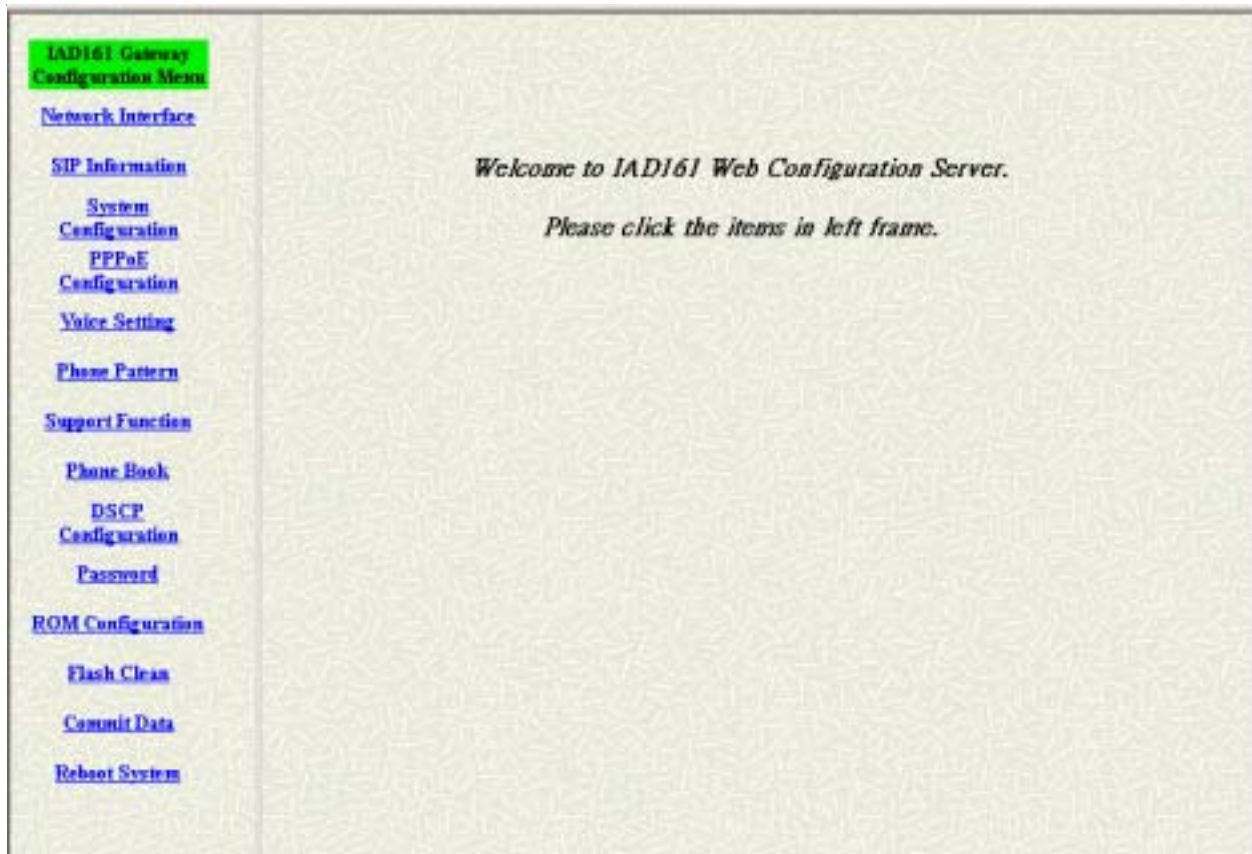 IAD161 Gateway
Configuration Menu
Network Interface
SIP Information
System
Configuration
PPPoE
Configuration
Voice Setting
Phone Pattern
Support Function
Phone Book
DSCP
Configuration
Password
ROM Configuration
Flash Clean
Commit Data
Reboot System
Welcome to IAD161 Web Configuration Server.
Please click the items in left frame.